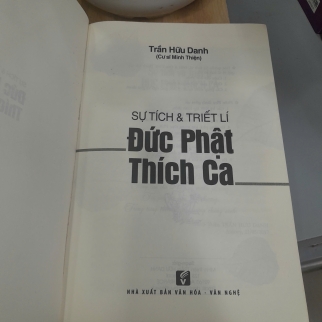 Trần Hữu Danh
(Cư sĩ Minh Thiện)
SỰ TÍCH & TRIẾT LÍ
Đức Phật
Thích Ca
NHÀ XUẤT BẢN VĂN HÓA - VĂN NGHỆ